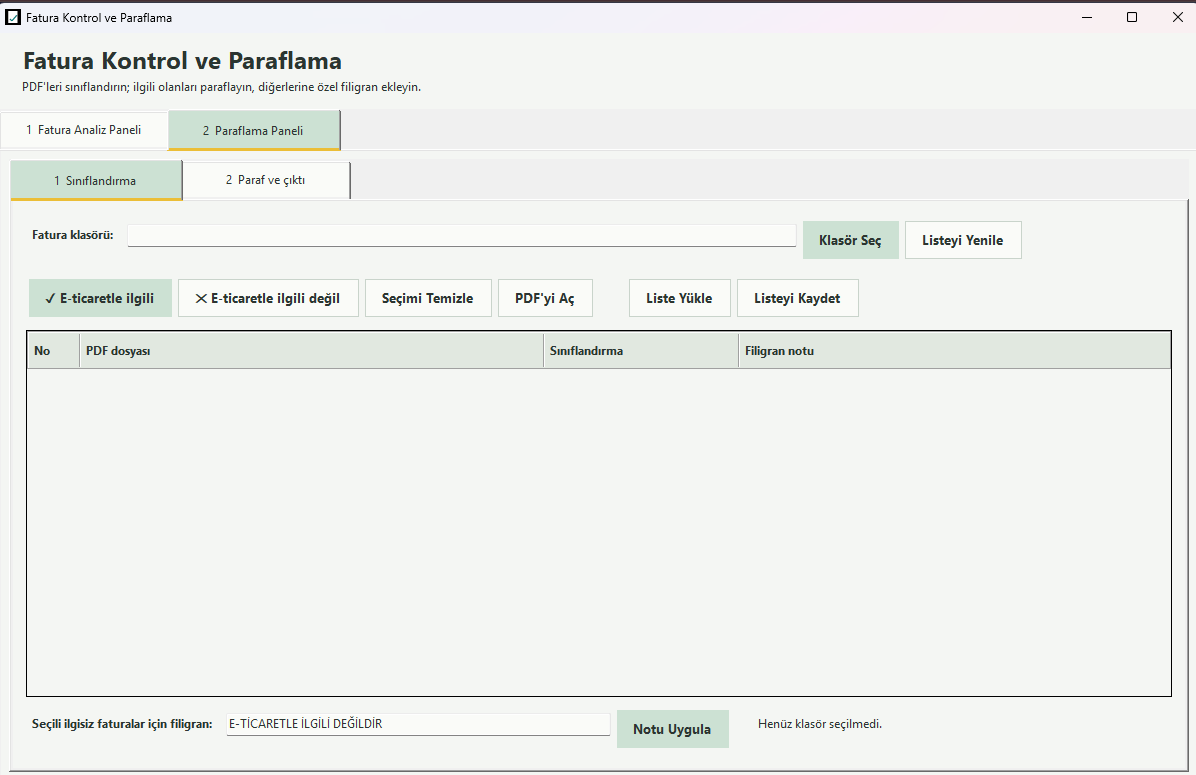 Fatura Kontrol ve Paraflama
Fatura Kontrol ve Paraflama
PDF'leri sınıflandırın; ilgili olanları paraflayın, diğerlerine özel filigran ekleyin.
1 Fatura Analiz Paneli
2 Paraflama Paneli
1 Sınıflandırma
2 Paraf ve çıktı
Fatura klasörü:
Klasör Seç
Listeyi Yenile
✓ E-ticaretle ilgili
✕ E-ticaretle ilgili değil
Seçimi Temizle
PDF'yi Aç
Liste Yükle
Listeyi Kaydet
No
PDF dosyası
Sınıflandırma
Filigran notu
Seçili ilgisiz faturalar için filigran:
E-TİCARETLE İLGİLİ DEĞİLDİR
Notu Uygula
Henüz klasör seçilmedi.